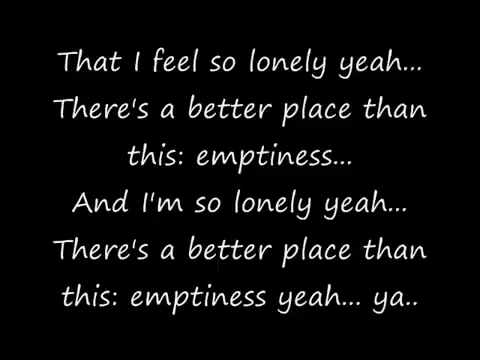 That I feel so lonely yeah...
There's a better place than
this: emptiness...
And I'm so lonely yeah...
There's a better place than
this: emptiness yeah... ya..